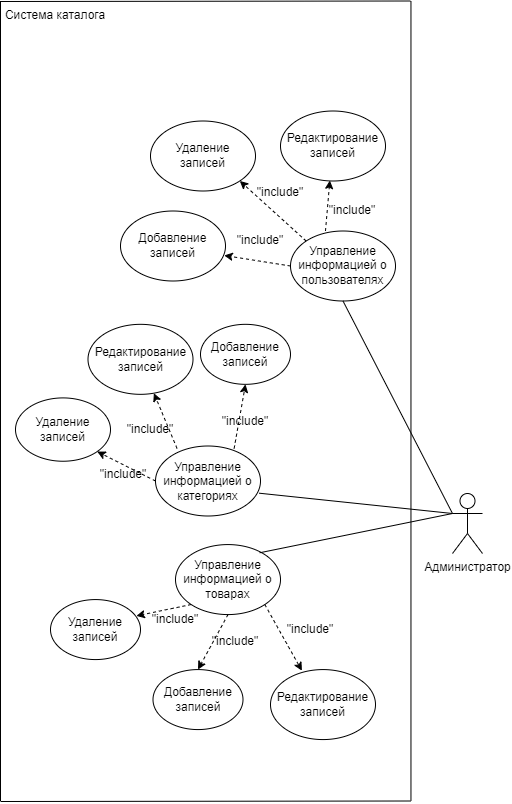 Система каталога
Удаление
записей
Редактирование
записей
"include"
"include"
Добавление
записей
"include"
Управление
информацией о
пользователях
Редактирование
записей
Добавление
записей
Удаление
записей
"include"
"include"
"include"
Управление
информацией о
категориях
Администратор
Управление
информацией о
товарах
Удаление
записей
"include"
"include"
"include"
Добавление
записей
Редактирование
записей